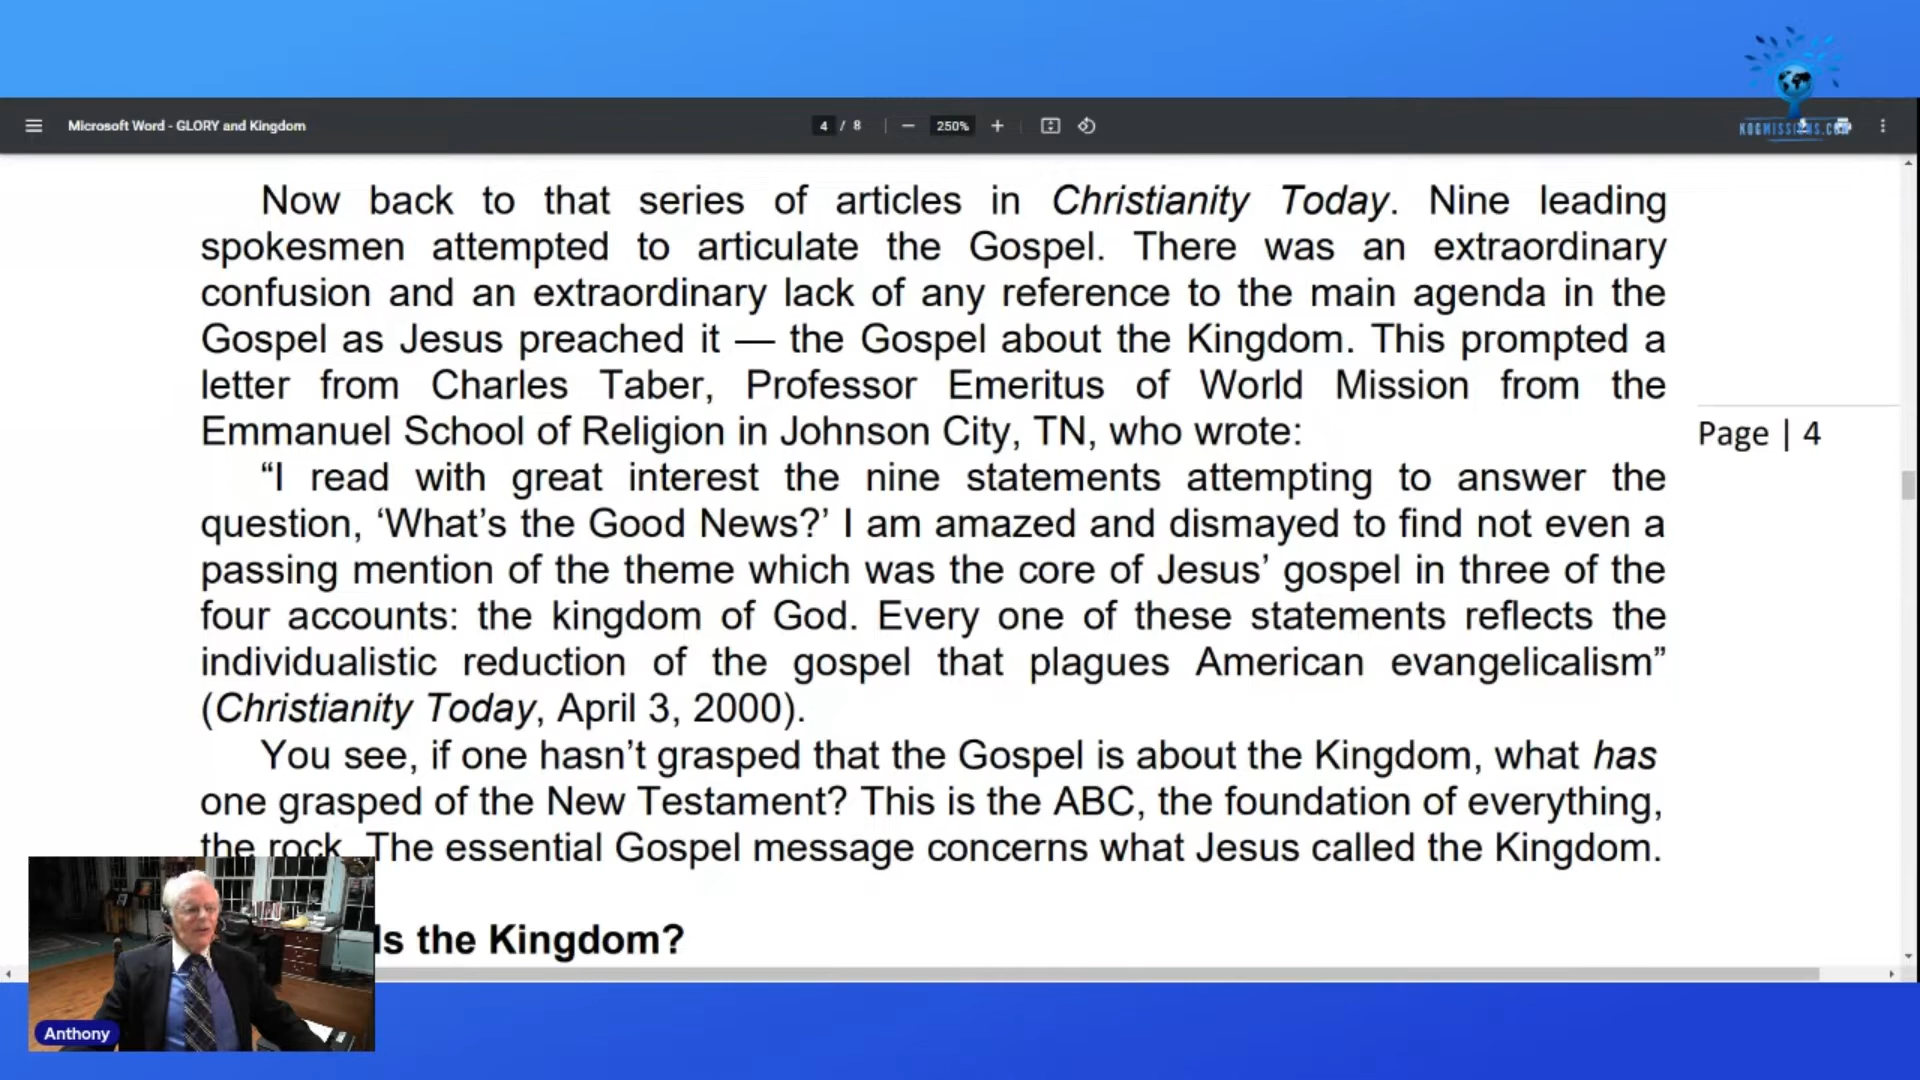 Microsoft Word - GLORY and Kingdom
4 / 8
250%
Now back to that series of articles in Christianity Today. Nine leading
spokesmen attempted to articulate the Gospel. There was an extraordinary
confusion and an extraordinary lack of any reference to the main agenda in the
Gospel as Jesus preached it — the Gospel about the Kingdom. This prompted a
letter from Charles Taber, Professor Emeritus of World Mission from the
Emmanuel School of Religion in Johnson City, TN, who wrote:
Page | 4
“I read with great interest the nine statements attempting to answer the
question, ‘What’s the Good News?’ I am amazed and dismayed to find not even a
passing mention of the theme which was the core of Jesus’ gospel in three of the
four accounts: the kingdom of God. Every one of these statements reflects the
individualistic reduction of the gospel that plagues American evangelicalism”
(Christianity Today, April 3, 2000).
You see, if one hasn’t grasped that the Gospel is about the Kingdom, what has
one grasped of the New Testament? This is the ABC, the foundation of everything,
the rock. The essential Gospel message concerns what Jesus called the Kingdom.
Is the Kingdom?
Anthony